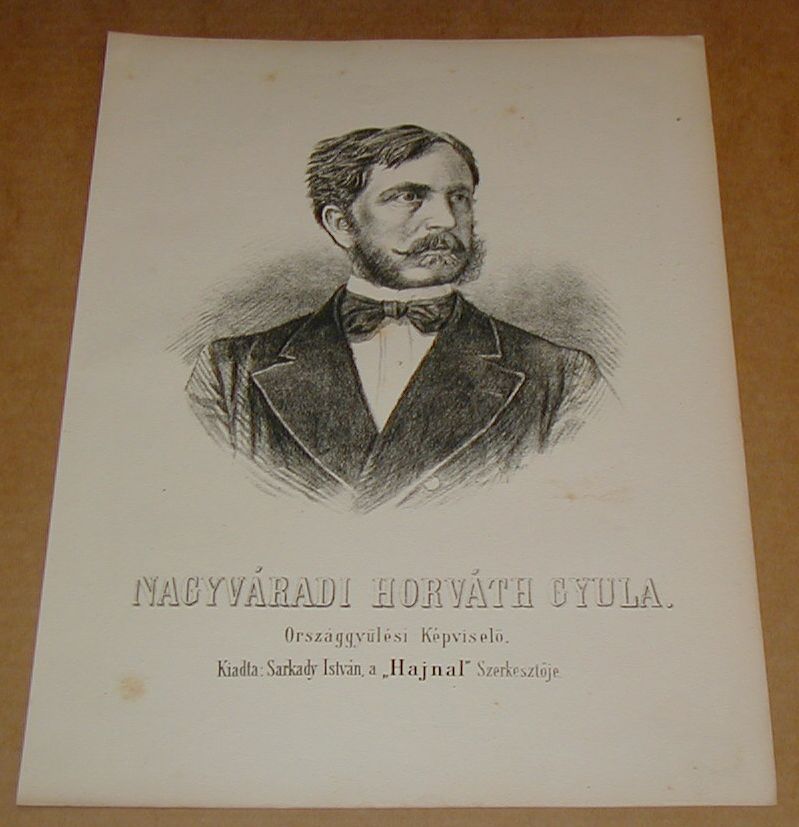 NAGYVÁRADI HORVÁTH GYULA.
Országgyülési Képviselő.
Kiadta: Sarkady István, a „Hajnal” Szerkesztője.